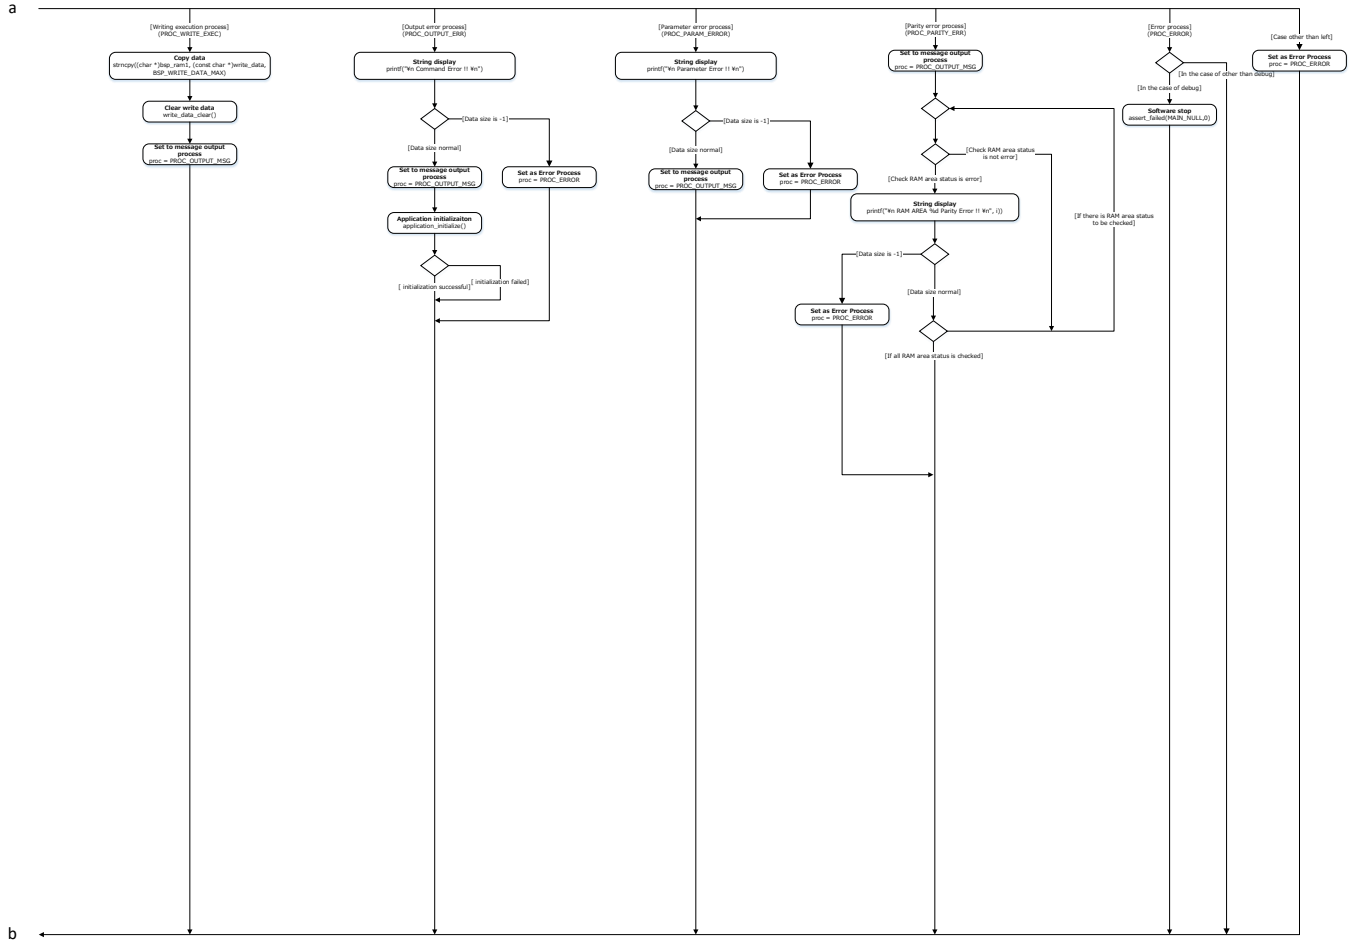 a
[Writing execution process]
(PROC_WRITE_EXEC)
Copy data
strncpy((char *)bsp_ram1, (const char *)write_data,
BSP_WRITE_DATA_MAX)
Clear write data
write_data_clear()
Set to message output
process
proc = PROC_OUTPUT_MSG
[Output error process]
(PROC_OUTPUT_ERR)
String display
printf("¥n Command Error !! ¥n")
[Data size is -1]
[Data size normal]
Set to message output
process
proc = PROC_OUTPUT_MSG
Set as Error Process
proc = PROC_ERROR
Application initializaiton
application_initialize()
[ initialization failed]
[ initialization successful]
[Parameter error process]
(PROC_PARAM_ERROR)
String display
printf("¥n Parameter Error !! ¥n")
[Data size is -1]
[Data size normal]
Set to message output
process
proc = PROC_OUTPUT_MSG
Set as Error Process
proc = PROC_ERROR
[Parity error process]
(PROC_PARITY_ERR)
Set to message output
process
proc = PROC_OUTPUT_MSG
[Check RAM area status
is not error]
[Check RAM area status is error]
String display
printf("¥n RAM AREA %d Parity Error !! ¥n", i))
[If there is RAM area status
to be checked]
[Data size is -1]
[Data size normal]
Set as Error Process
proc = PROC_ERROR
[If all RAM area status is checked]
[Error process]
(PROC_ERROR)
[In the case of other than debug]
[In the case of debug]
Software stop
assert_failed(MAIN_NULL,0)
[Case other than left]
Set as Error Process
proc = PROC_ERROR
b